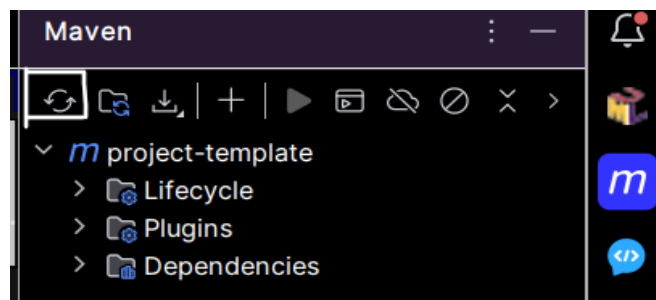 Maven
m project-template
Lifecycle
Plugins
Dependencies
m